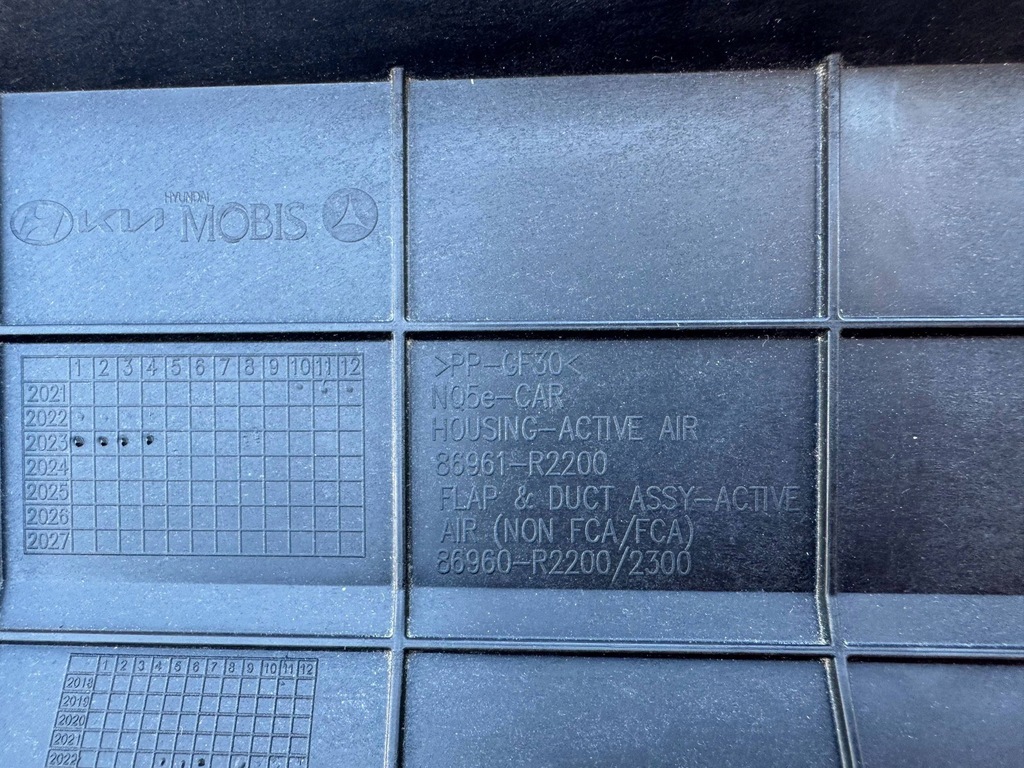 HYUNDAI
KIA MOBIS
1 2 3 4 5 6 7 8 9 10 11 12
2021
2022
2023
2024
2025
2026
2027
>PP-GF30<
NQ5e-CAR
HOUSING-ACTIVE AIR
86961-R2200
FLAP & DUCT ASSY-ACTIVE
AIR (NON FCA/FCA)
86960-R2200/2300
1 2 3 4 5 6 7 8 9 10 11 12
2018
2019
2020
2021
2022